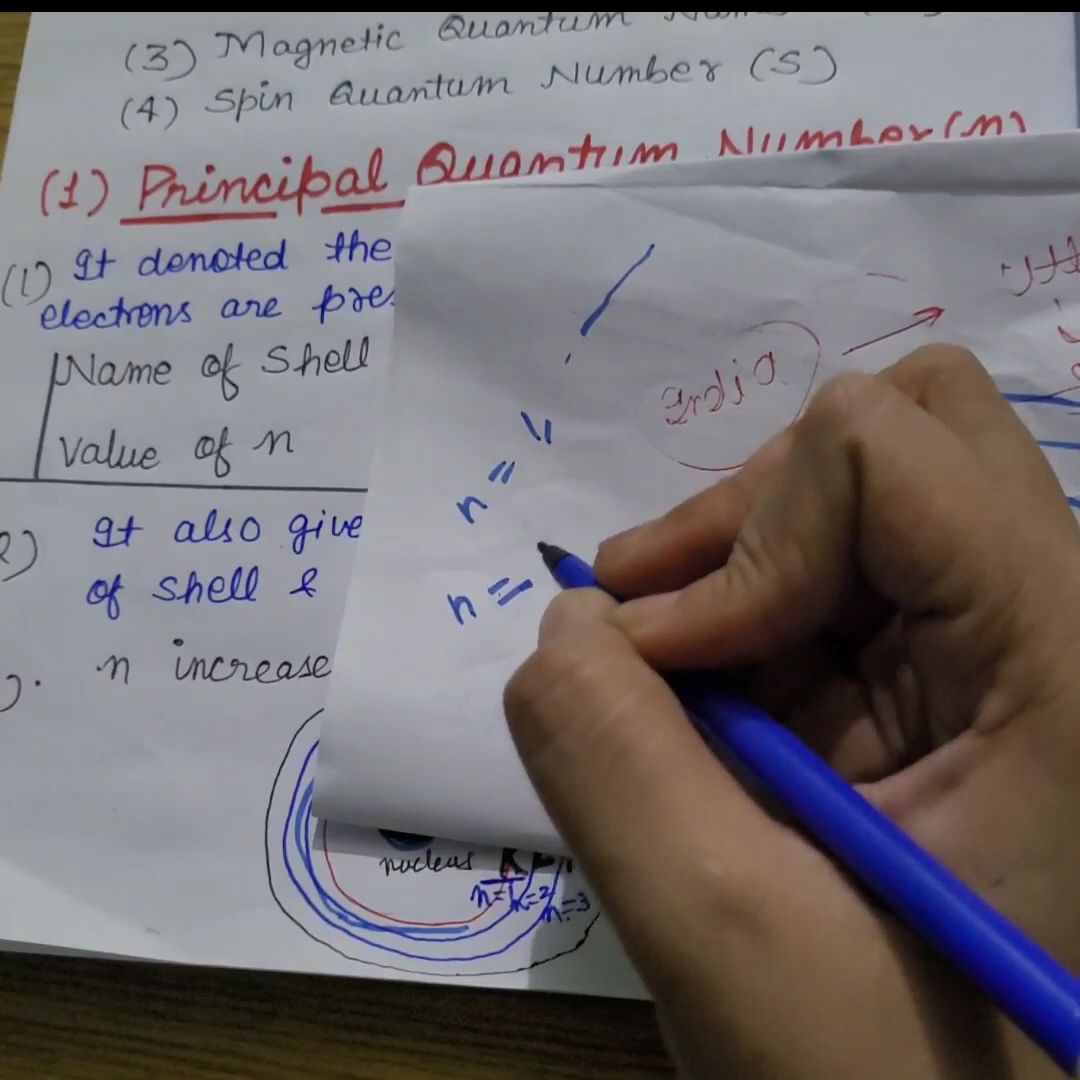 (3) Magnetic Quantum
(4) Spin Quantum Number (S)
(1) Principal Quantum Number (n)
(1) It denoted the
electrons are pre
Name of Shell
Value of n
It also give
of shell &
n increase
India
n =
n =
nucleus K
n=1 n=2 n=3